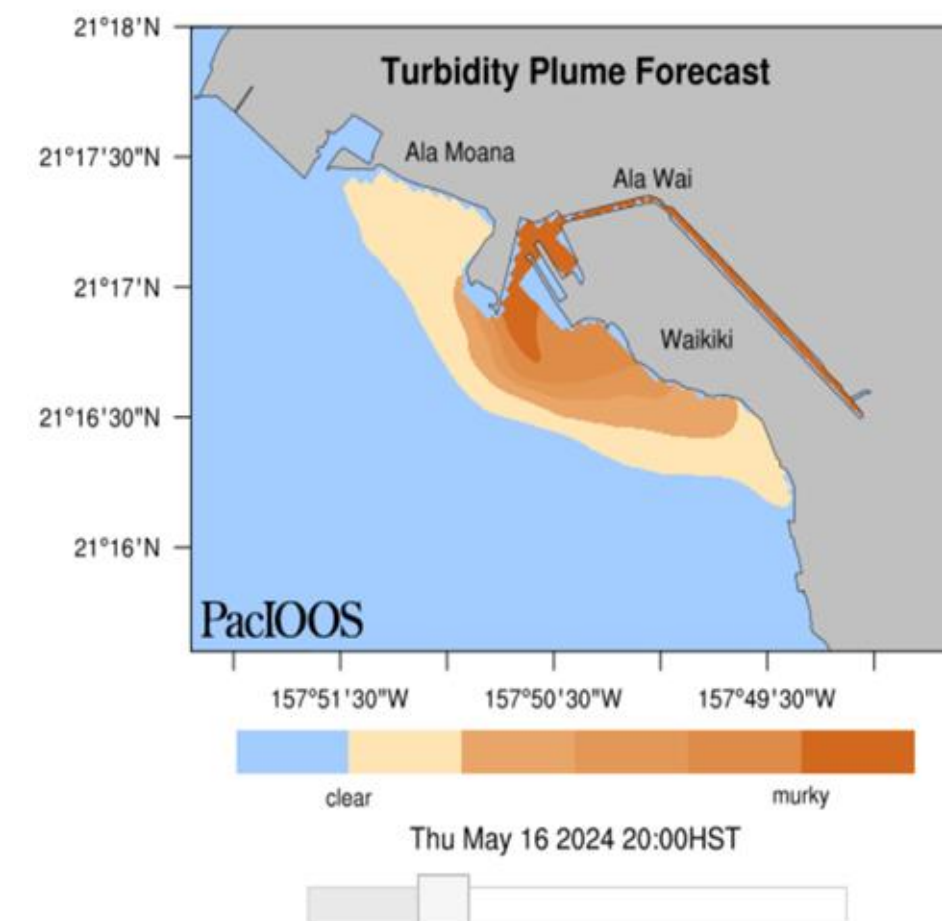 21°18'N
Turbidity Plume Forecast
21°17'30"N
Ala Moana
Ala Wai
21°17'N
Waikiki
21°16'30"N
21°16'N
PacIOOS
157°51'30"W 157°50'30"W 157°49'30"W
clear murky
Thu May 16 2024 20:00HST